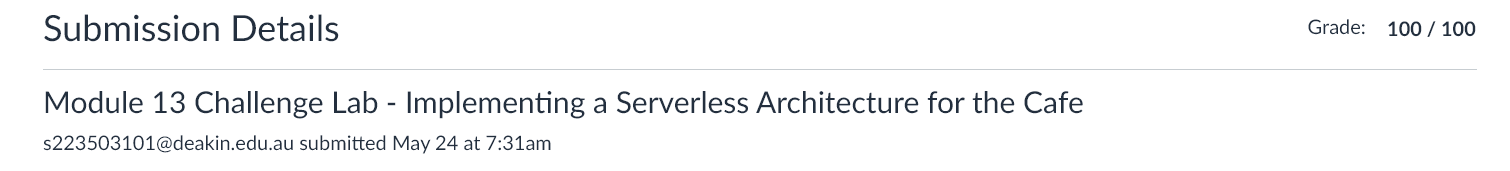 Submission Details
Grade: 100 / 100
Module 13 Challenge Lab - Implementing a Serverless Architecture for the Cafe
s223503101@deakin.edu.au submitted May 24 at 7:31am